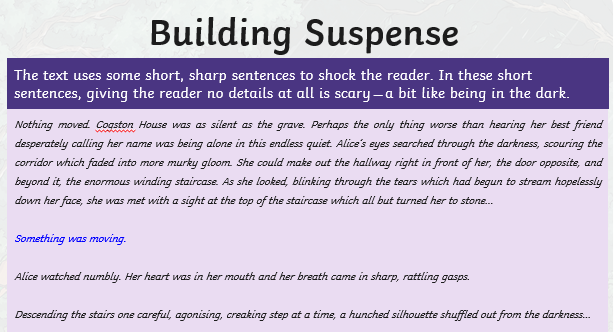 Building Suspense
The text uses some short, sharp sentences to shock the reader. In these short
sentences, giving the reader no details at all is scary—a bit like being in the dark.
Nothing moved. Coaston House was as silent as the grave. Perhaps the only thing worse than hearing her best friend
desperately calling her name was being alone in this endless quiet. Alice's eyes searched through the darkness, scouring the
corridor which faded into more murky gloom. She could make out the hallway right in front of her, the door opposite, and
beyond it, the enormous winding staircase. As she looked, blinking through the tears which had begun to stream hopelessly
down her face, she was met with a sight at the top of the staircase which all but turned her to stone...
Something was moving.
Alice watched numbly. Her heart was in her mouth and her breath came in sharp, rattling gasps.
Descending the stairs one careful, agonising, creaking step at a time, a hunched silhouette shuffled out from the darkness...